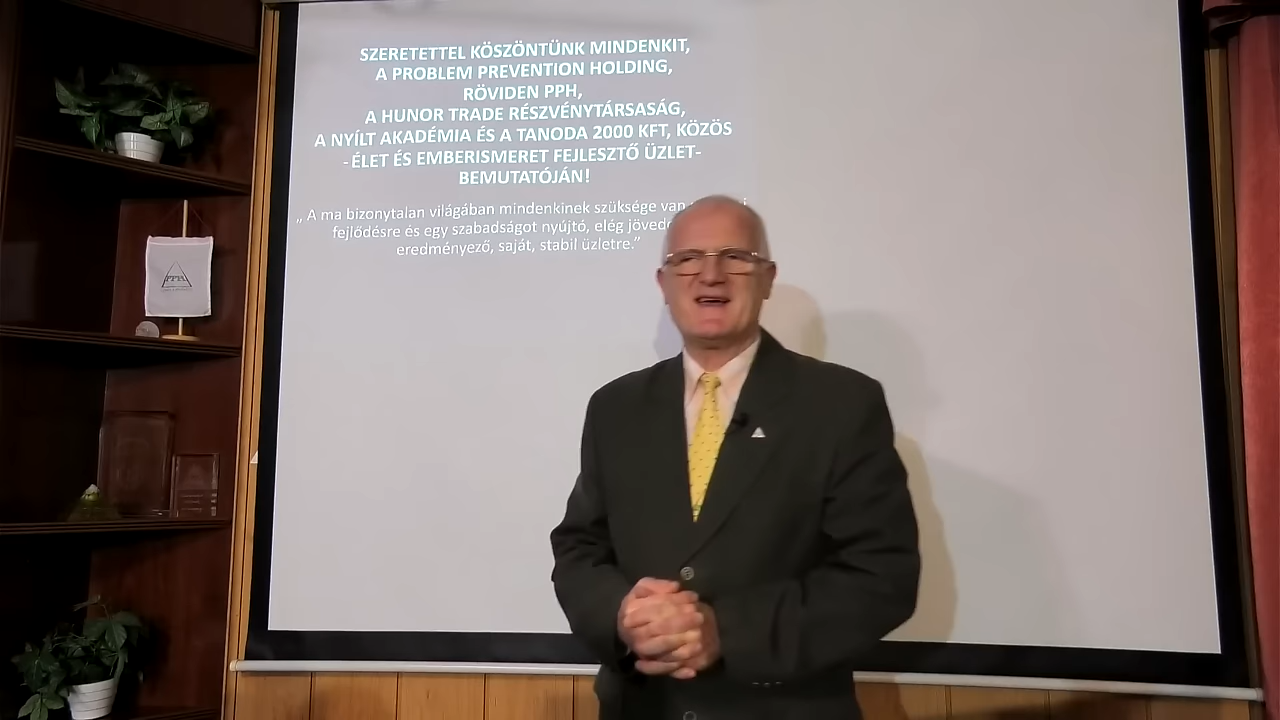 SZERETETTEL KÖSZÖNTÜNK MINDENKIT,
A PROBLEM PREVENTION HOLDING,
RÖVIDEN PPH,
A HUNOR TRADE RÉSZVÉNYTÁRSASÁG,
A NYÍLT AKADÉMIA ÉS A TANODA 2000 KFT, KÖZÖS
-ÉLET ÉS EMBERISMERET FEJLESZTŐ ÜZLET-
BEMUTATÓJÁN!
„ A ma bizonytalan világában mindenkinek szüksége van
fejlődésre és egy szabadságot nyújtó, elég
eredményező, saját, stabil üzletre.”